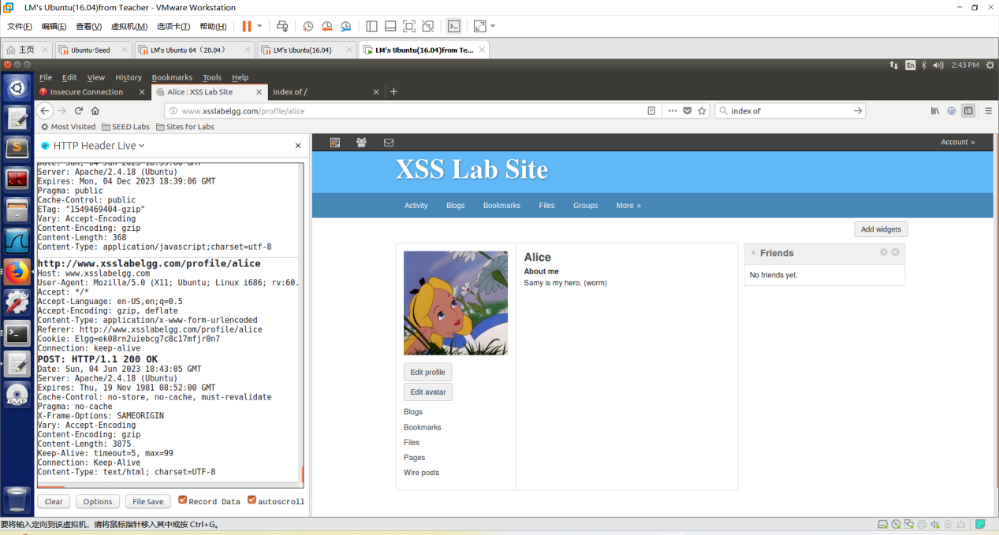 LM's Ubuntu(16.04)from Teacher - VMware Workstation
文件(F) 编辑(E) 查看(V) 虚拟机(M) 选项卡(T) 帮助(H)
主页 Ubuntu-Seed LM's Ubuntu 64（20.04） LM's Ubuntu(16.04) LM's Ubuntu(16.04)from Te...
En 2:43 PM
File Edit View History Bookmarks Tools Help
Insecure Connection Alice : XSS Lab Site Index of /
www.xsslabelgg.com/profile/alice index of
Most Visited SEED Labs Sites for Labs
HTTP Header Live
Date: Sun, 04 Jun 2023 18:39:06 GMT
Server: Apache/2.4.18 (Ubuntu)
Expires: Mon, 04 Dec 2023 18:39:06 GMT
Pragma: public
Cache-Control: public
ETag: "1549469404-gzip"
Vary: Accept-Encoding
Content-Encoding: gzip
Content-Length: 368
Content-Type: application/javascript;charset=utf-8
http://www.xsslabelgg.com/profile/alice
Host: www.xsslabelgg.com
User-Agent: Mozilla/5.0 (X11; Ubuntu; Linux i686; rv:60.
Accept: */*
Accept-Language: en-US,en;q=0.5
Accept-Encoding: gzip, deflate
Content-Type: application/x-www-form-urlencoded
Referer: http://www.xsslabelgg.com/profile/alice
Cookie: Elgg=ek08rn2uiebcg7c8c17mfjr0n7
Connection: keep-alive
POST: HTTP/1.1 200 OK
Date: Sun, 04 Jun 2023 18:43:05 GMT
Server: Apache/2.4.18 (Ubuntu)
Expires: Thu, 19 Nov 1981 08:52:00 GMT
Cache-Control: no-store, no-cache, must-revalidate
Pragma: no-cache
X-Frame-Options: SAMEORIGIN
Vary: Accept-Encoding
Content-Encoding: gzip
Content-Length: 3875
Keep-Alive: timeout=5, max=99
Connection: Keep-Alive
Content-Type: text/html; charset=UTF-8
Clear Options File Save Record Data autoscroll
Account »
XSS Lab Site
Activity Blogs Bookmarks Files Groups More »
Add widgets
Alice
About me
Samy is my hero. (worm)
Edit profile
Edit avatar
Blogs
Bookmarks
Files
Pages
Wire posts
Friends
No friends yet.
DVD
要将输入定向到该虚拟机，请将鼠标指针移入其中或按 Ctrl+G。